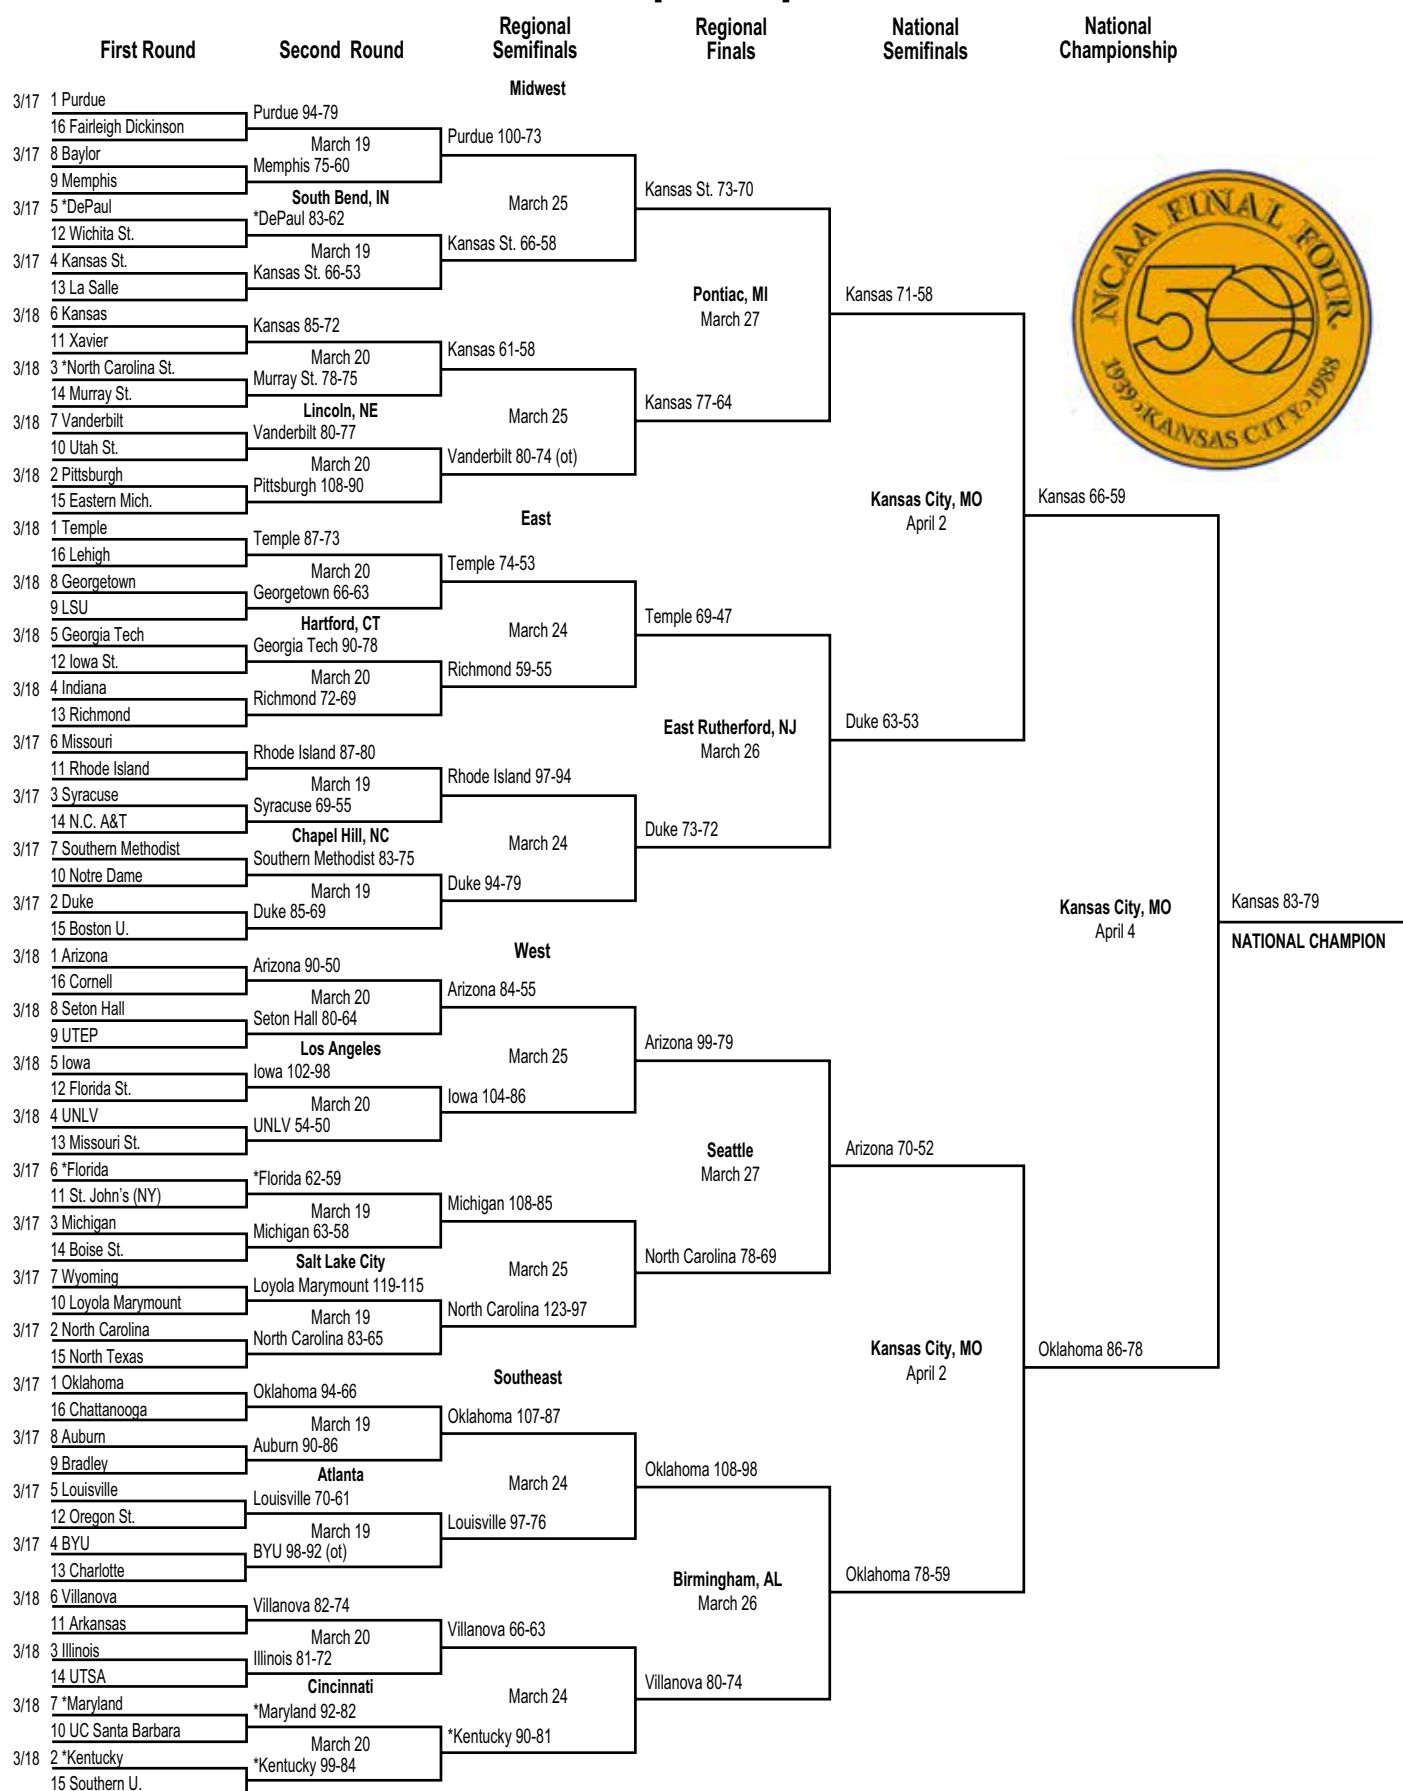 First Round
Second Round
Regional
Semifinals
Regional
Finals
National
Semifinals
National
Championship
Midwest
3/17 1 Purdue
16 Fairleigh Dickinson
3/17 8 Baylor
9 Memphis
3/17 5 *DePaul
12 Wichita St.
3/17 4 Kansas St.
13 La Salle
3/18 6 Kansas
11 Xavier
3/18 3 *North Carolina St.
14 Murray St.
3/18 7 Vanderbilt
10 Utah St.
3/18 2 Pittsburgh
15 Eastern Mich.
Purdue 94-79
March 19
Memphis 75-60
South Bend, IN
*DePaul 83-62
March 19
Kansas St. 66-53
Kansas 85-72
March 20
Murray St. 78-75
Lincoln, NE
Vanderbilt 80-77
March 20
Pittsburgh 108-90
Purdue 100-73
March 25
Kansas St. 66-58
Kansas 61-58
March 25
Vanderbilt 80-74 (ot)
Kansas St. 73-70
Pontiac, MI
March 27
Kansas 77-64
Kansas 71-58
East
3/18 1 Temple
16 Lehigh
3/18 8 Georgetown
9 LSU
3/18 5 Georgia Tech
12 Iowa St.
3/18 4 Indiana
13 Richmond
3/17 6 Missouri
11 Rhode Island
3/17 3 Syracuse
14 N.C. A&T
3/17 7 Southern Methodist
10 Notre Dame
3/17 2 Duke
15 Boston U.
Temple 87-73
March 20
Georgetown 66-63
Hartford, CT
Georgia Tech 90-78
March 20
Richmond 72-69
Rhode Island 87-80
March 19
Syracuse 69-55
Chapel Hill, NC
Southern Methodist 83-75
March 19
Duke 85-69
Temple 74-53
March 24
Richmond 59-55
Rhode Island 97-94
March 24
Duke 94-79
Temple 69-47
East Rutherford, NJ
March 26
Duke 73-72
Duke 63-53
West
3/18 1 Arizona
16 Cornell
3/18 8 Seton Hall
9 UTEP
3/18 5 Iowa
12 Florida St.
3/18 4 UNLV
13 Missouri St.
3/17 6 *Florida
11 St. John's (NY)
3/17 3 Michigan
14 Boise St.
3/17 7 Wyoming
10 Loyola Marymount
3/17 2 North Carolina
15 North Texas
Arizona 90-50
March 20
Seton Hall 80-64
Los Angeles
Iowa 102-98
March 20
UNLV 54-50
*Florida 62-59
March 19
Michigan 63-58
Salt Lake City
Loyola Marymount 119-115
March 19
North Carolina 83-65
Arizona 84-55
March 25
Iowa 104-86
Michigan 108-85
March 25
North Carolina 123-97
Arizona 99-79
Seattle
March 27
North Carolina 78-69
Arizona 70-52
Southeast
3/17 1 Oklahoma
16 Chattanooga
3/17 8 Auburn
9 Bradley
3/17 5 Louisville
12 Oregon St.
3/17 4 BYU
13 Charlotte
3/18 6 Villanova
11 Arkansas
3/18 3 Illinois
14 UTSA
3/18 7 *Maryland
10 UC Santa Barbara
3/18 2 *Kentucky
15 Southern U.
Oklahoma 94-66
March 19
Auburn 90-86
Atlanta
Louisville 70-61
March 19
BYU 98-92 (ot)
Villanova 82-74
March 20
Illinois 81-72
Cincinnati
*Maryland 92-82
March 20
*Kentucky 99-84
Oklahoma 107-87
March 24
Louisville 97-76
Villanova 66-63
March 24
*Kentucky 90-81
Oklahoma 108-98
Birmingham, AL
March 26
Villanova 80-74
Oklahoma 78-59
Kansas City, MO
April 2
Kansas 66-59
Kansas City, MO
April 2
Oklahoma 86-78
Kansas City, MO
April 4
Kansas 83-79
NATIONAL CHAMPION
NCAA FINAL FOUR
50
1939 KANSAS CITY 1988